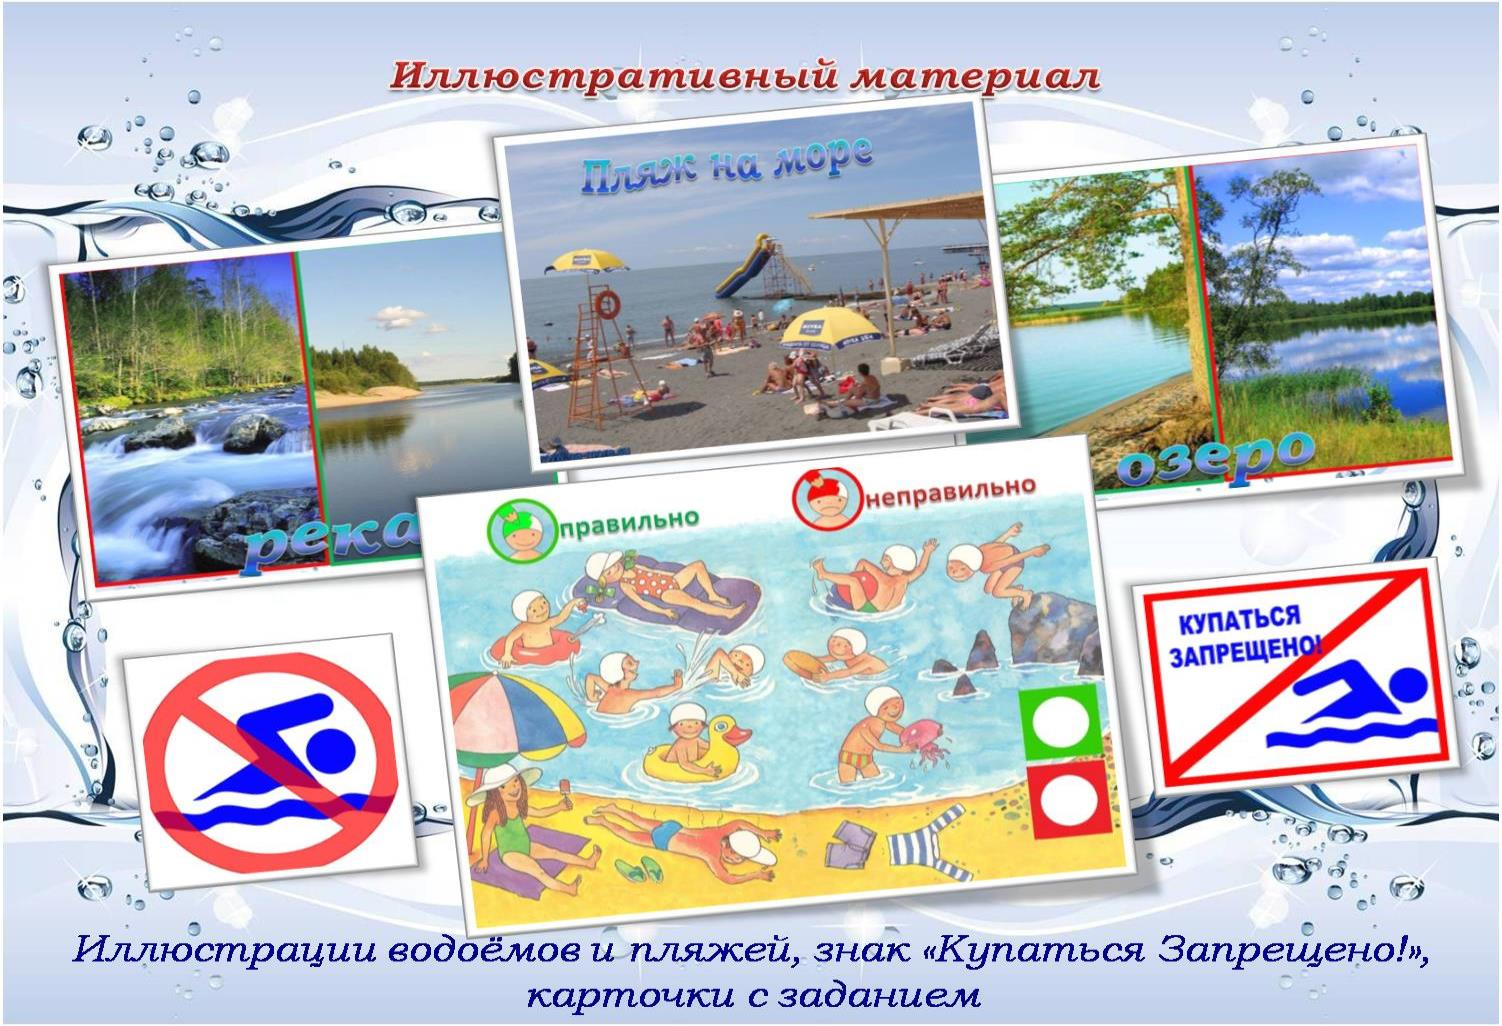 Иллюстративный материал
Пляж на море
NIVEA
река
озеро
правильно
неправильно
КУПАТЬСЯ
ЗАПРЕЩЕНО!
Иллюстрации водоёмов и пляжей, знак «Купаться Запрещено!»,
карточки с заданием